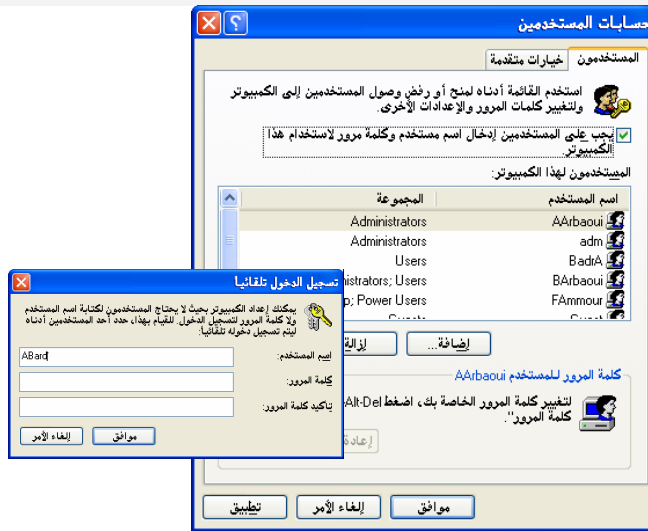 حسابات المستخدمين
المستخدمون
خيارات متقدمة
استخدم القائمة أدناه لمنح أو رفض وصول المستخدمين إلى الكمبيوتر
ولتغيير كلمات المرور والإعدادات الأخرى.
يجب على المستخدمين إدخال اسم مستخدم وكلمة مرور لاستخدام هذا
الكمبيوتر.
المستخدمون لهذا الكمبيوتر:
اسم المستخدم المجموعة
AArbaoui Administrators
adm Administrators
BadrA Users
BArbaoui istrators; Users
FAmmour p; Power Users
إضافة...
إزالة
كلمة المرور للمستخدم AArbaoui
لتغيير كلمة المرور الخاصة بك، اضغط Alt-Del-
كلمة المرور".
إعادة
موافق
إلغاء الأمر
تطبيق
تسجيل الدخول تلقائياً
يمكنك إعداد الكمبيوتر بحيث لا يحتاج المستخدمون لكتابة اسم المستخدم
ولا كلمة المرور لتسجيل الدخول. للقيام بهذا، حدد أحد المستخدمين أدناه
ليتم تسجيل دخوله تلقائياً:
اسم المستخدم: ABard
كلمة المرور:
تأكيد كلمة المرور:
موافق
إلغاء الأمر